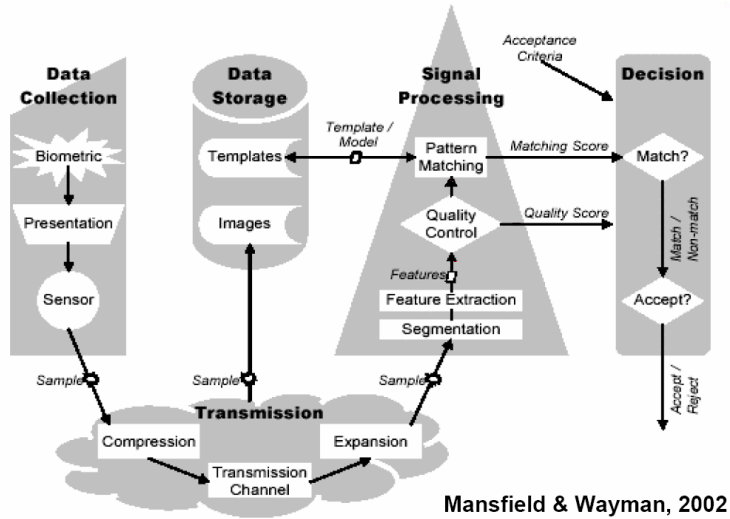 Data
Collection
Biometric
Presentation
Sensor
Sample
Data
Storage
Templates
Images
Sample
Template /
Model
Signal
Processing
Pattern
Matching
Quality
Control
Features
Feature Extraction
Segmentation
Sample
Acceptance
Criteria
Matching Score
Quality Score
Decision
Match?
Match /
Non-match
Accept?
Accept /
Reject
Transmission
Compression
Transmission
Channel
Expansion
Mansfield & Wayman, 2002